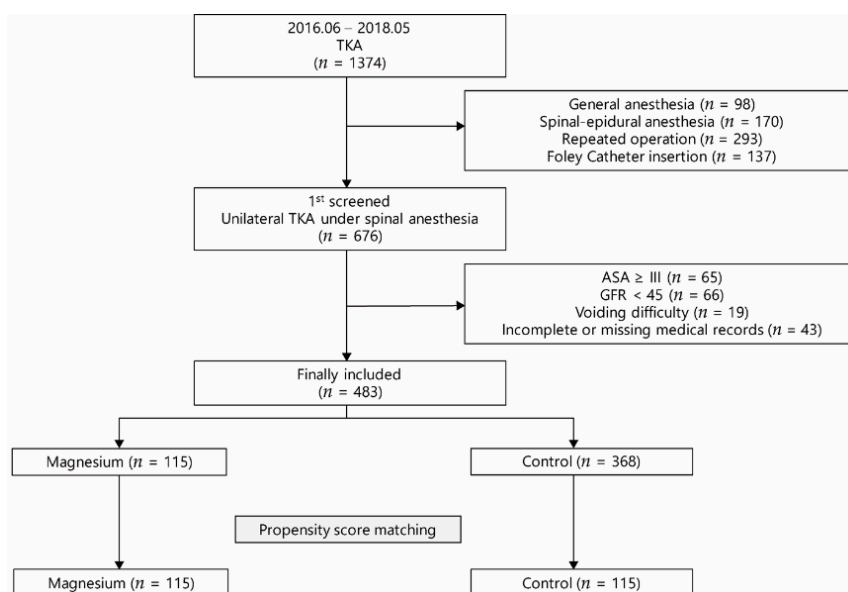 2016.06 – 2018.05
TKA
(n = 1374)
General anesthesia (n = 98)
Spinal-epidural anesthesia (n = 170)
Repeated operation (n = 293)
Foley Catheter insertion (n = 137)
1st screened
Unilateral TKA under spinal anesthesia
(n = 676)
ASA ≥ III (n = 65)
GFR < 45 (n = 66)
Voiding difficulty (n = 19)
Incomplete or missing medical records (n = 43)
Finally included
(n = 483)
Magnesium (n = 115)
Control (n = 368)
Propensity score matching
Magnesium (n = 115)
Control (n = 115)